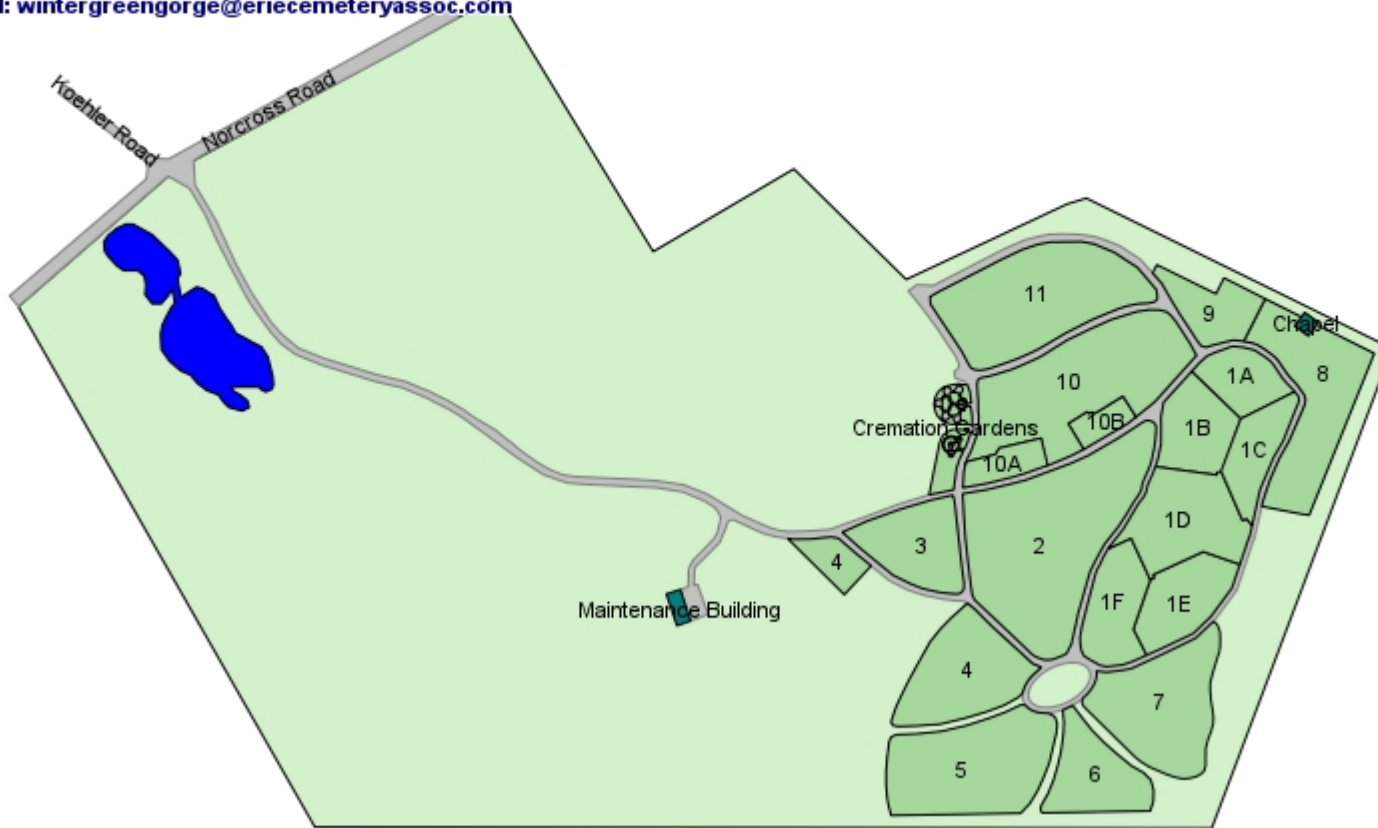 l: wintergreengorge@eriecemeteryassoc.com
Koehler Road
Norcross Road
11
9
Chapel
8
1A
10
10B
1B
Cremation Gardens
1C
10A
1D
3
2
4
1F
1E
Maintenance Building
4
7
5
6